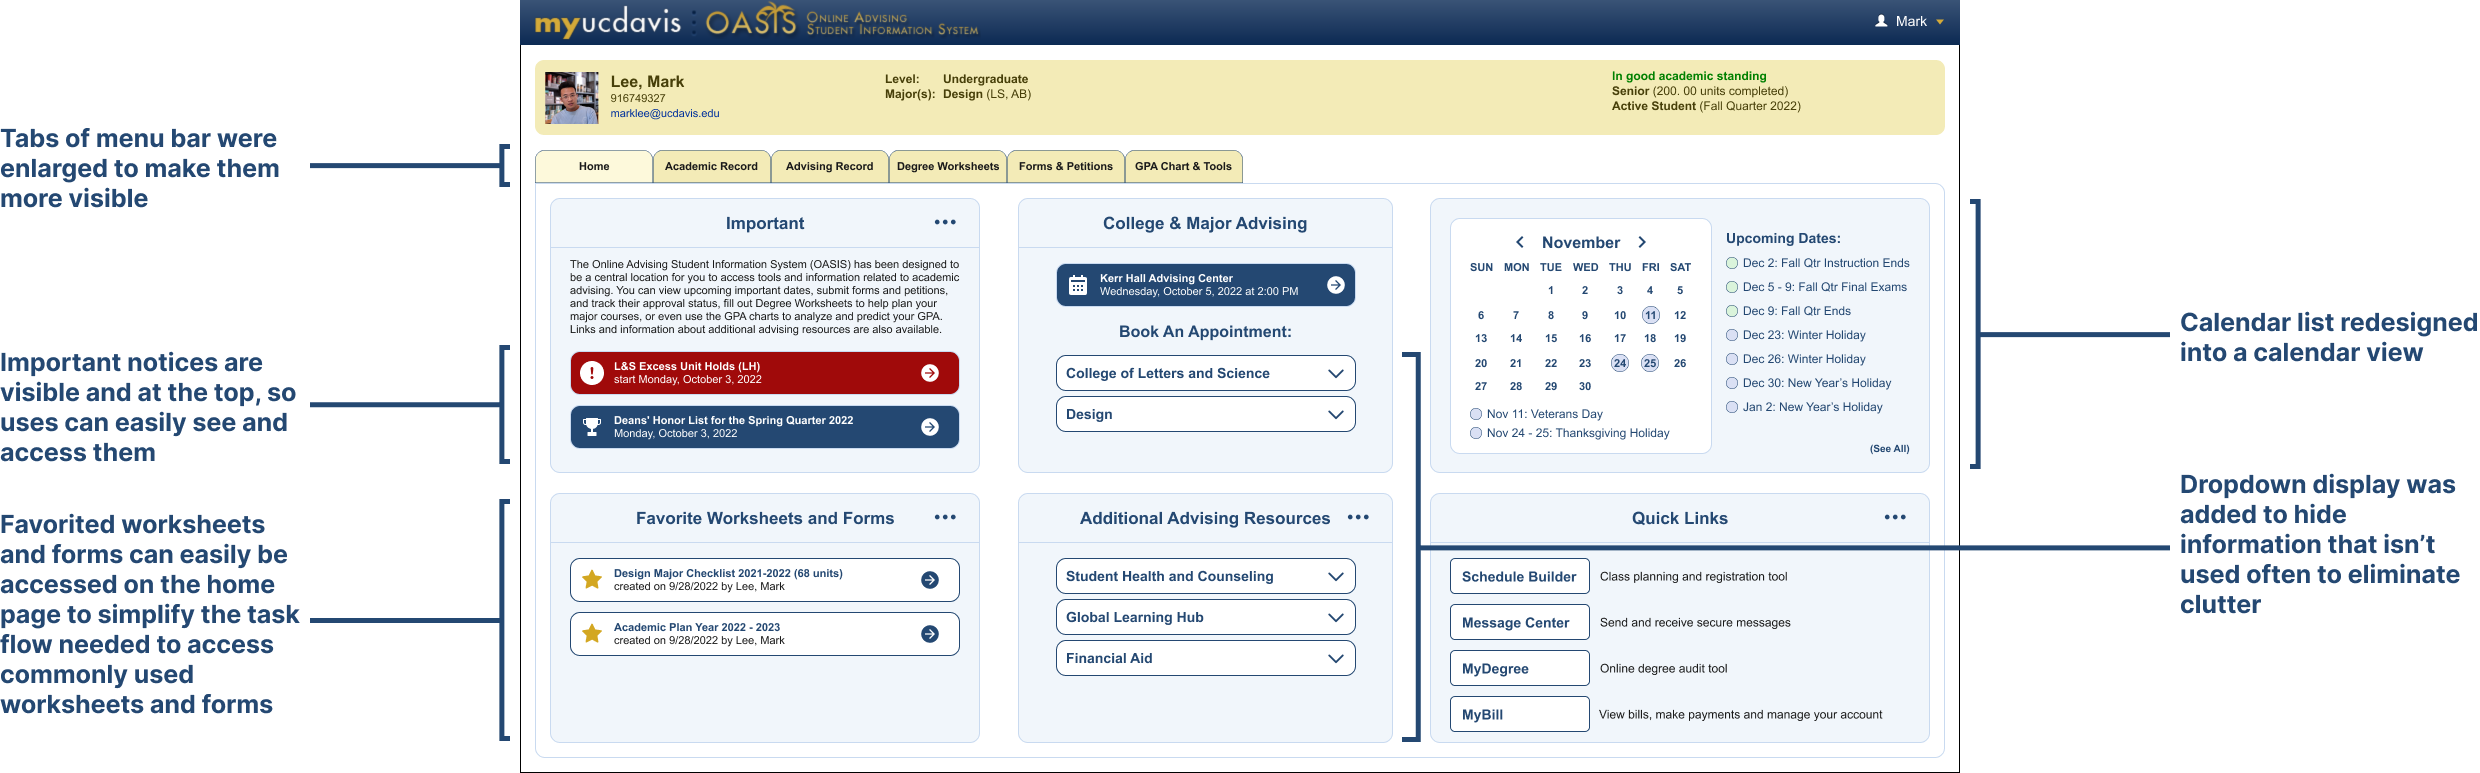 myucdavis
OASIS
ONLINE ADVISING
STUDENT INFORMATION SYSTEM
Mark
Lee, Mark
916749327
marklee@ucdavis.edu
Level: Undergraduate
Major(s): Design (LS, AB)
In good academic standing
Senior (200. 00 units completed)
Active Student (Fall Quarter 2022)
Tabs of menu bar were
enlarged to make them
more visible
Home
Academic Record
Advising Record
Degree Worksheets
Forms & Petitions
GPA Chart & Tools
Important
The Online Advising Student Information System (OASIS) has been designed to
be a central location for you to access tools and information related to academic
advising. You can view upcoming important dates, submit forms and petitions,
and track their approval status, fill out Degree Worksheets to help plan your
major courses, or even use the GPA charts to analyze and predict your GPA.
Links and information about additional advising resources are also available.
L&S Excess Unit Holds (LH)
start Monday, October 3, 2022
Deans' Honor List for the Spring Quarter 2022
Monday, October 3, 2022
Important notices are
visible and at the top, so
uses can easily see and
access them
College & Major Advising
Kerr Hall Advising Center
Wednesday, October 5, 2022 at 2:00 PM
Book An Appointment:
College of Letters and Science
Design
November
SUN MON TUE WED THU FRI SAT
1 2 3 4 5
6 7 8 9 10 11 12
13 14 15 16 17 18 19
20 21 22 23 24 25 26
27 28 29 30
Nov 11: Veterans Day
Nov 24 - 25: Thanksgiving Holiday
Upcoming Dates:
Dec 2: Fall Qtr Instruction Ends
Dec 5 - 9: Fall Qtr Final Exams
Dec 9: Fall Qtr Ends
Dec 23: Winter Holiday
Dec 26: Winter Holiday
Dec 30: New Year's Holiday
Jan 2: New Year's Holiday
(See All)
Calendar list redesigned
into a calendar view
Favorited worksheets
and forms can easily be
accessed on the home
page to simplify the task
flow needed to access
commonly used
worksheets and forms
Favorite Worksheets and Forms
Design Major Checklist 2021-2022 (68 units)
created on 9/28/2022 by Lee, Mark
Academic Plan Year 2022 - 2023
created on 9/28/2022 by Lee, Mark
Additional Advising Resources
Student Health and Counseling
Global Learning Hub
Financial Aid
Quick Links
Schedule Builder Class planning and registration tool
Message Center Send and receive secure messages
MyDegree Online degree audit tool
MyBill View bills, make payments and manage your account
Dropdown display was
added to hide
information that isn't
used often to eliminate
clutter